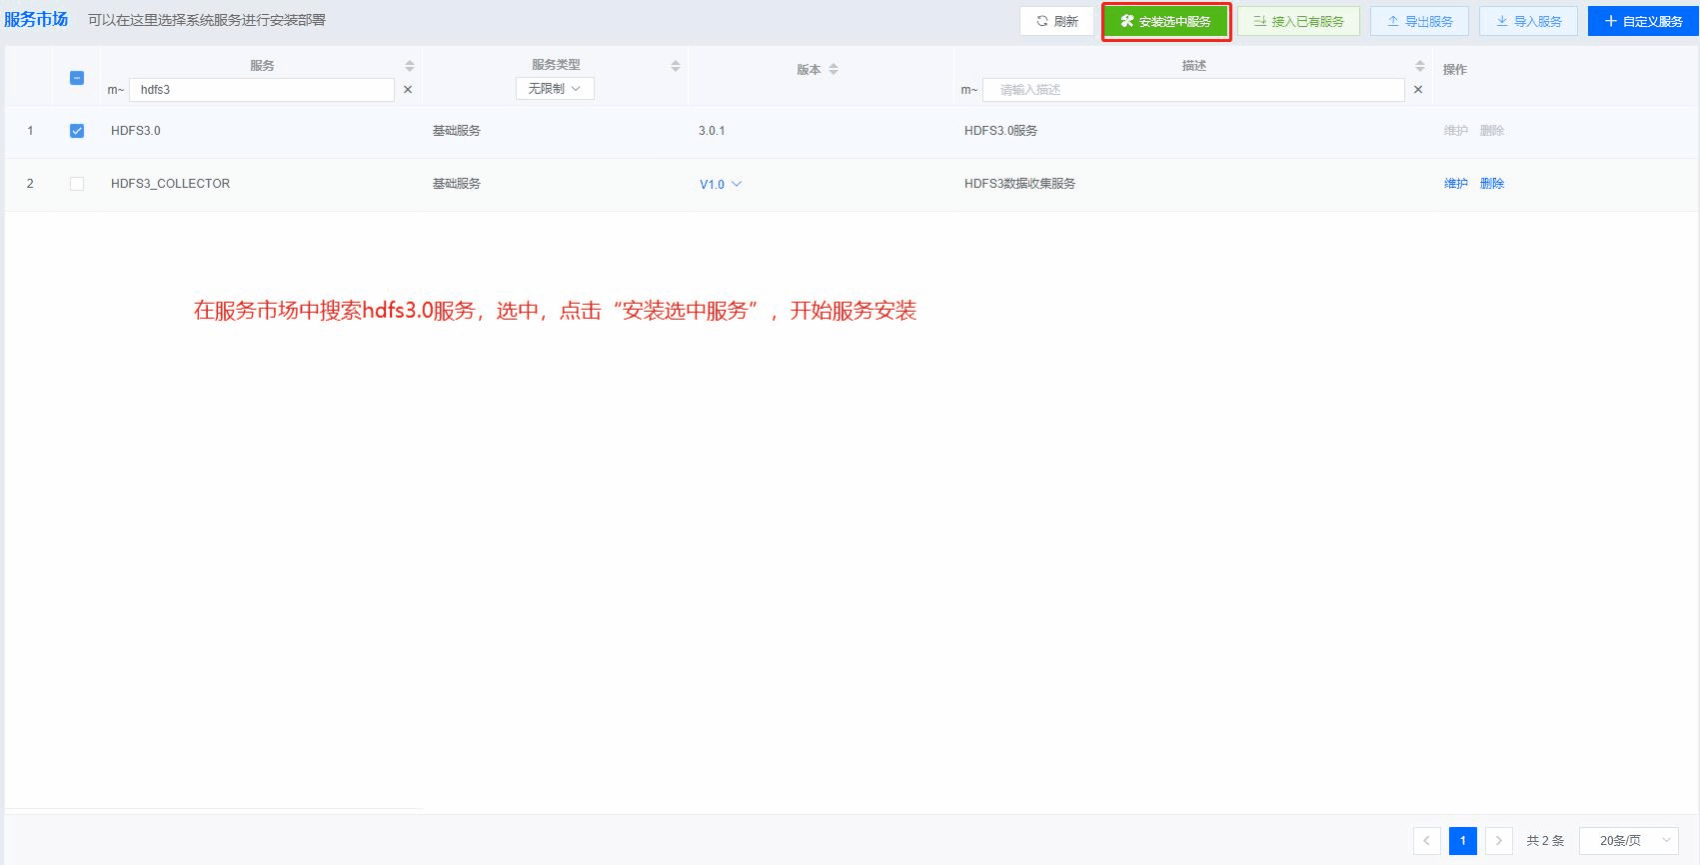 服务市场 可以在这里选择系统服务进行安装部署 刷新 安装选中服务 接入已有服务 导出服务 导入服务 自定义服务
服务 服务类型 版本 描述 操作
m~ hdfs3 × 无限制 m~ 请输入描述 ×
1 HDFS3.0 基础服务 3.0.1 HDFS3.0服务 维护 删除
2 HDFS3_COLLECTOR 基础服务 V1.0 HDFS3数据收集服务 维护 删除
在服务市场中搜索hdfs3.0服务，选中，点击“安装选中服务”，开始服务安装
< 1 > 共 2 条 20条/页